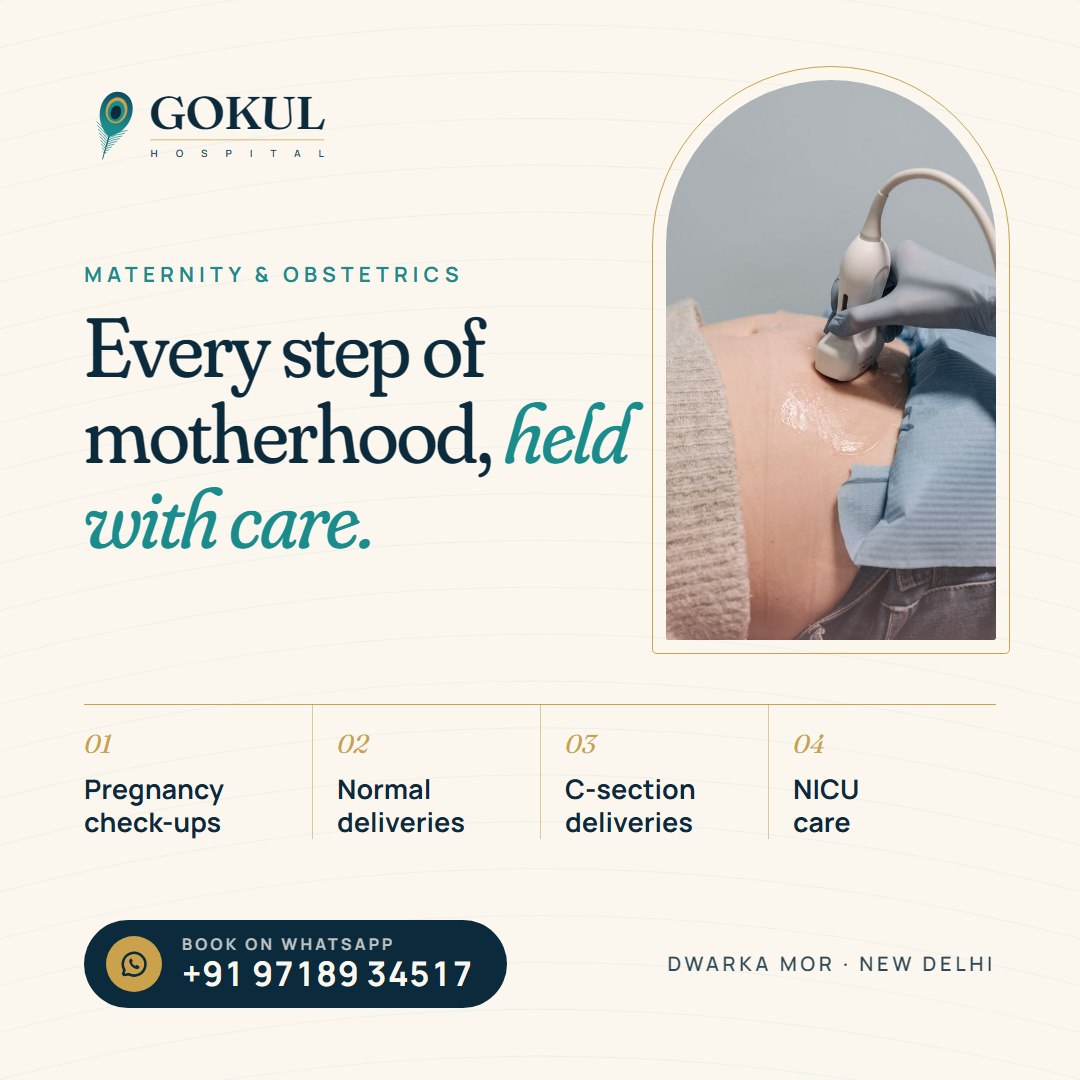 GOKUL
HOSPITAL
MATERNITY & OBSTETRICS
Every step of
motherhood, held
with care.
01
Pregnancy
check-ups
02
Normal
deliveries
03
C-section
deliveries
04
NICU
care
BOOK ON WHATSAPP
+91 97189 34517
DWARKA MOR · NEW DELHI